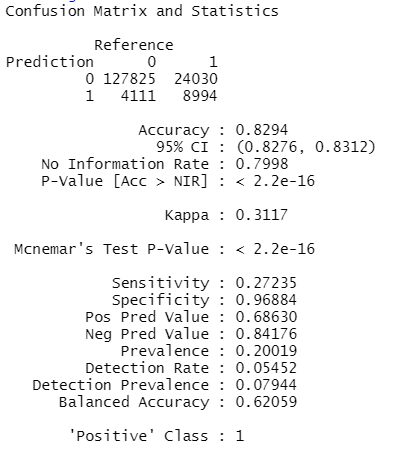 Confusion Matrix and Statistics
Reference
Prediction 0 1
0 127825 24030
1 4111 8994
Accuracy : 0.8294
95% CI : (0.8276, 0.8312)
No Information Rate : 0.7998
P-Value [Acc > NIR] : < 2.2e-16
Kappa : 0.3117
Mcnemar's Test P-Value : < 2.2e-16
Sensitivity : 0.27235
Specificity : 0.96884
Pos Pred Value : 0.68630
Neg Pred Value : 0.84176
Prevalence : 0.20019
Detection Rate : 0.05452
Detection Prevalence : 0.07944
Balanced Accuracy : 0.62059
'Positive' Class : 1